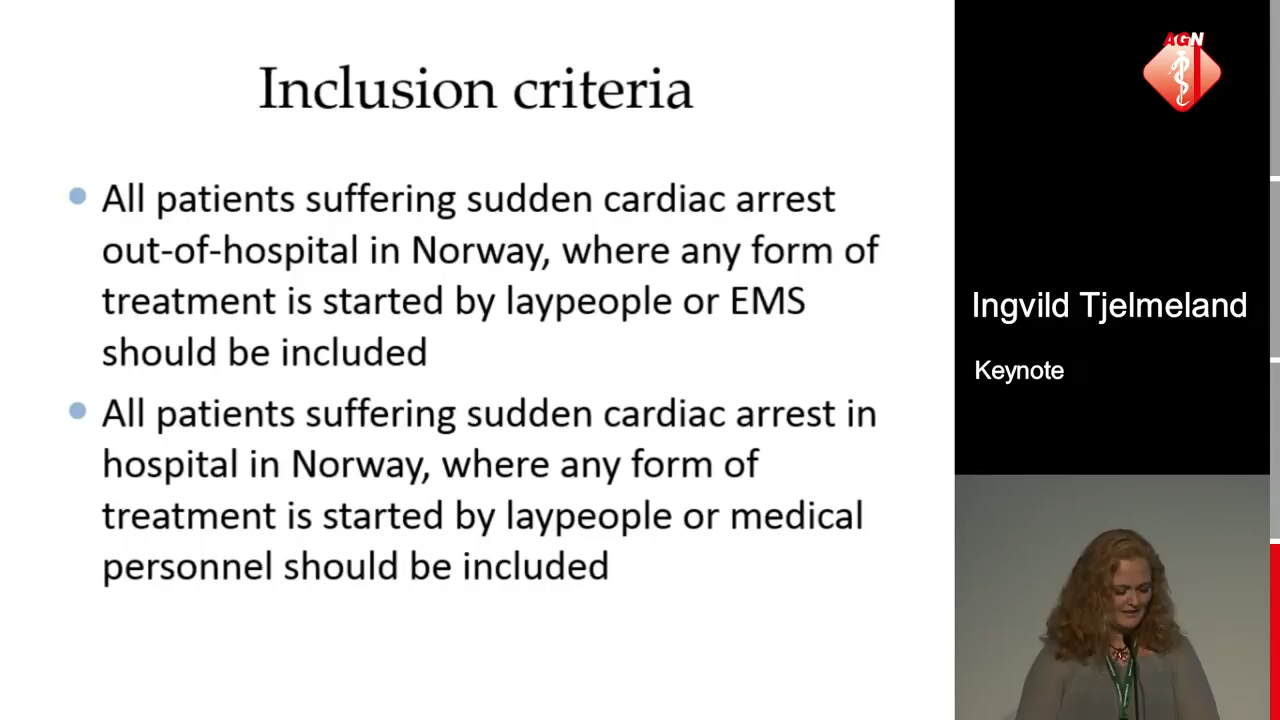 Inclusion criteria
All patients suffering sudden cardiac arrest
out-of-hospital in Norway, where any form of
treatment is started by laypeople or EMS
should be included
All patients suffering sudden cardiac arrest in
hospital in Norway, where any form of
treatment is started by laypeople or medical
personnel should be included
AGN
Ingvild Tjelmeland
Keynote